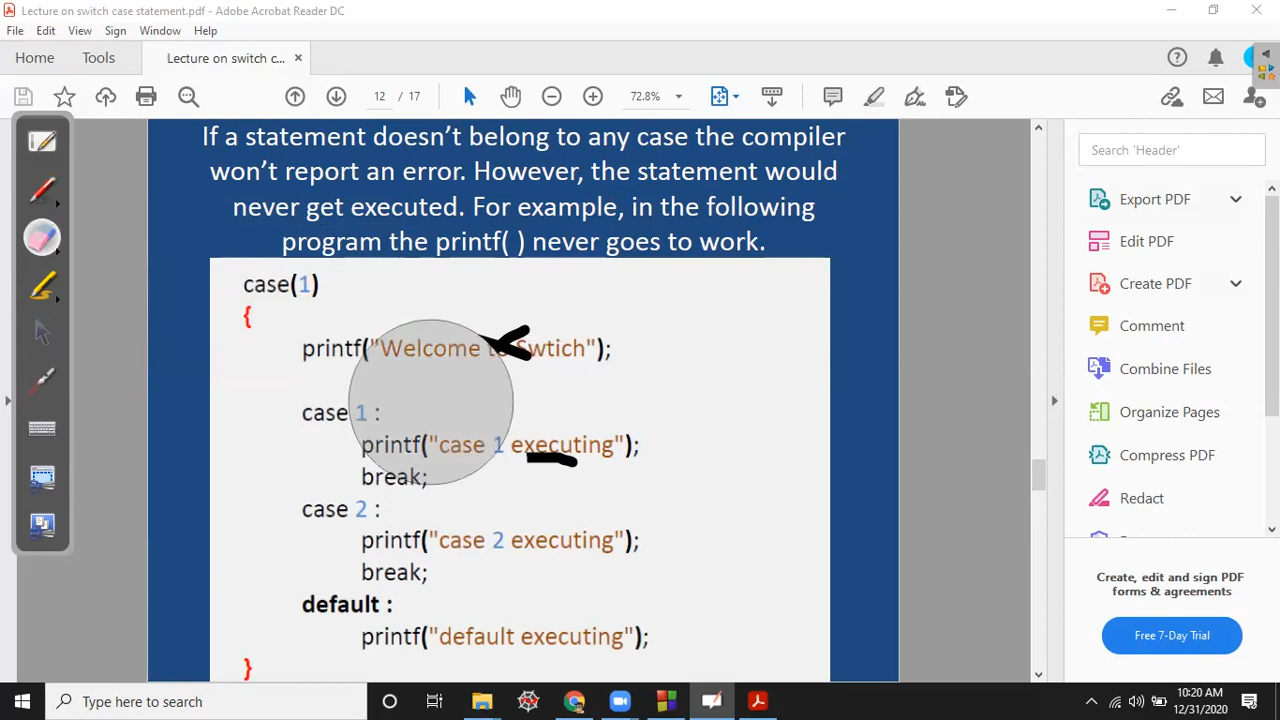 Lecture on switch case statement.pdf - Adobe Acrobat Reader DC
File Edit View Sign Window Help
Home Tools Lecture on switch c... ×
12 / 17 72.8%
If a statement doesn't belong to any case the compiler
won't report an error. However, the statement would
never get executed. For example, in the following
program the printf( ) never goes to work.
case(1)
{
printf("Welcome to Swtich");
case 1 :
printf("case 1 executing");
break;
case 2 :
printf("case 2 executing");
break;
default :
printf("default executing");
}
Search 'Header'
Export PDF
Edit PDF
Create PDF
Comment
Combine Files
Organize Pages
Compress PDF
Redact
Create, edit and sign PDF
forms & agreements
Free 7-Day Trial
Type here to search
10:20 AM
12/31/2020